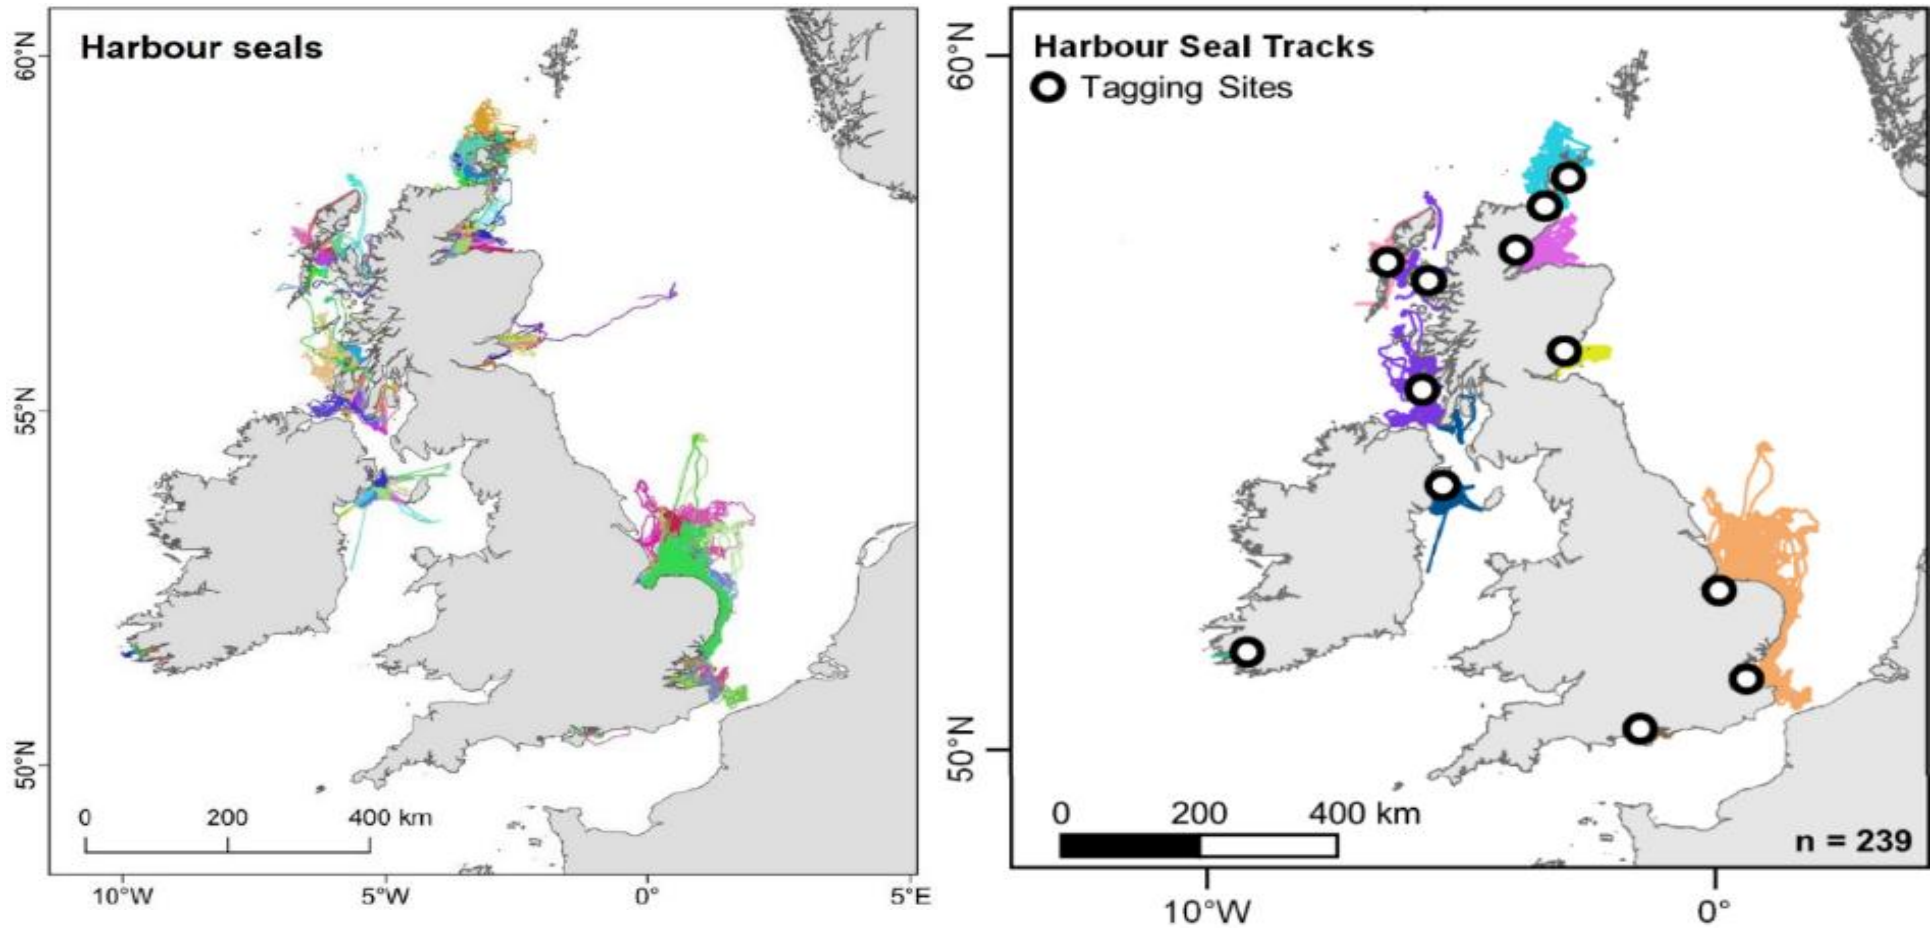 Harbour seals
60°N
55°N
50°N
0 200 400 km
10°W 5°W 0° 5°E
Harbour Seal Tracks
Tagging Sites
60°N
50°N
0 200 400 km
n = 239
10°W 0°